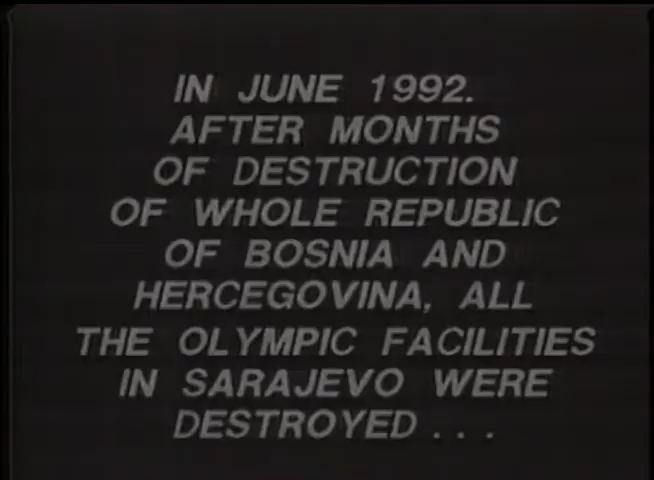 IN JUNE 1992.
AFTER MONTHS
OF DESTRUCTION
OF WHOLE REPUBLIC
OF BOSNIA AND
HERCEGOVINA, ALL
THE OLYMPIC FACILITIES
IN SARAJEVO WERE
DESTROYED . . .